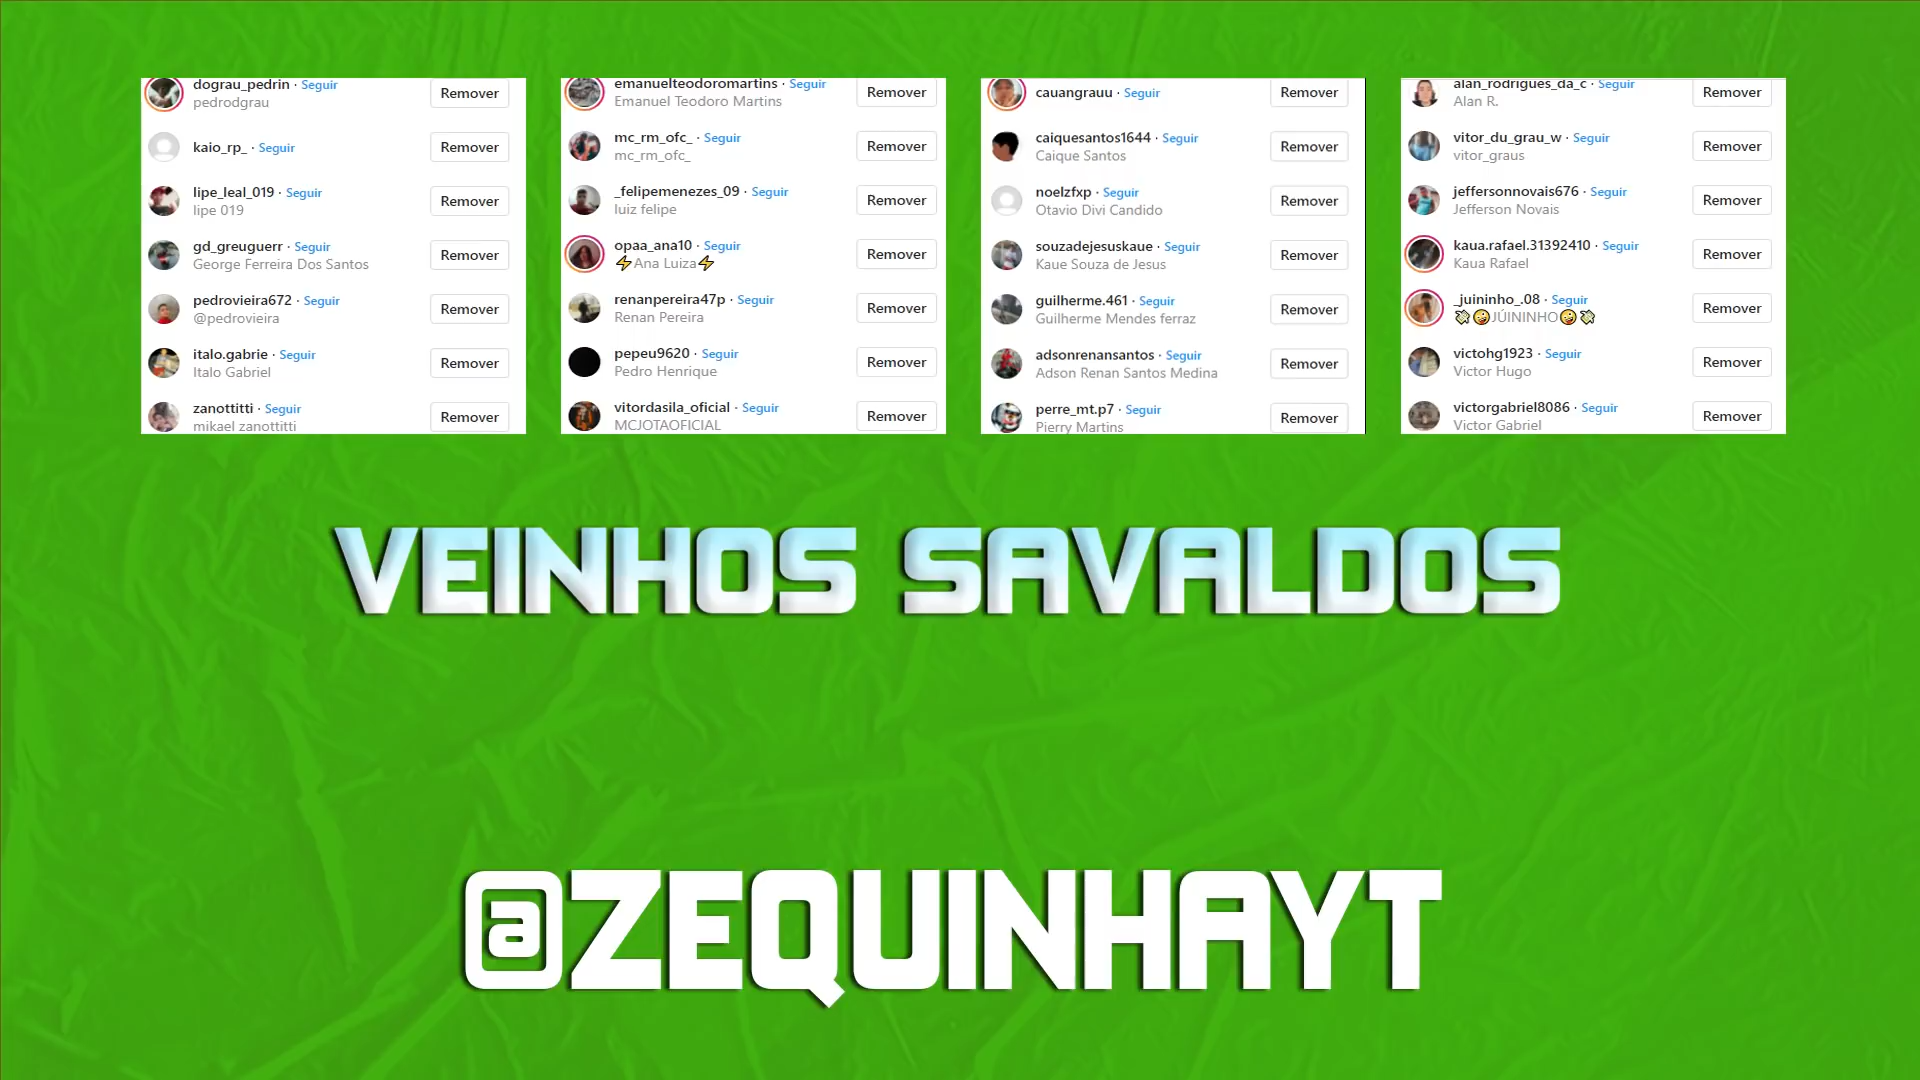 dograu_pedrin · Seguir
pedrodgrau
Remover
kaio_rp_ · Seguir
Remover
lipe_leal_019 · Seguir
lipe 019
Remover
gd_greuguerr · Seguir
George Ferreira Dos Santos
Remover
pedrovieira672 · Seguir
@pedrovieira
Remover
italo.gabrie · Seguir
Italo Gabriel
Remover
zanottitti · Seguir
mikael zanottitti
Remover
emanuelteodoromartins · Seguir
Emanuel Teodoro Martins
Remover
mc_rm_ofc_ · Seguir
mc_rm_ofc_
Remover
_felipemenezes_09 · Seguir
luiz felipe
Remover
opaa_ana10 · Seguir
⚡Ana Luiza⚡
Remover
renanpereira47p · Seguir
Renan Pereira
Remover
pepeu9620 · Seguir
Pedro Henrique
Remover
vitordasila_oficial · Seguir
MCJOTAOFICIAL
Remover
cauangrauu · Seguir
Remover
caiquesantos1644 · Seguir
Caique Santos
Remover
noelzfxp · Seguir
Otavio Divi Candido
Remover
souzadejesuskaue · Seguir
Kaue Souza de Jesus
Remover
guilherme.461 · Seguir
Guilherme Mendes ferraz
Remover
adsonrenansantos · Seguir
Adson Renan Santos Medina
Remover
perre_mt.p7 · Seguir
Pierry Martins
Remover
alan_rodrigues_da_c · Seguir
Alan R.
Remover
vitor_du_grau_w · Seguir
vitor_graus
Remover
jeffersonnovais676 · Seguir
Jefferson Novais
Remover
kaua.rafael.31392410 · Seguir
Kaua Rafael
Remover
_juininho_.08 · Seguir
💸🤪JÚININHO🤪💸
Remover
victohg1923 · Seguir
Victor Hugo
Remover
victorgabriel8086 · Seguir
Victor Gabriel
Remover
VEINHOS SAVALDOS
@ZEQUINHAYT